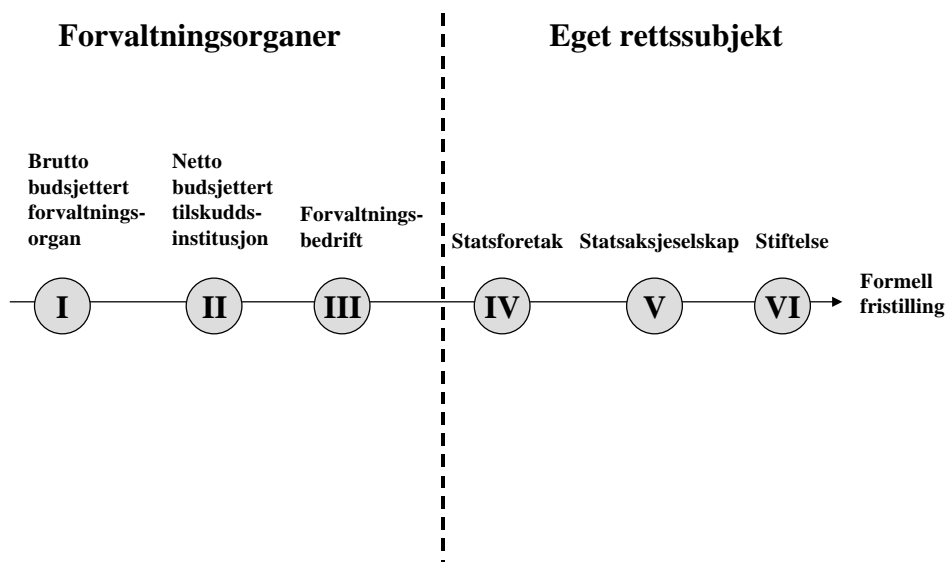 Forvaltningsorganer
Eget rettssubjekt
Brutto
budsjettert
forvaltnings-
organ
Netto
budsjettert
tilskudds-
institusjon
Forvaltnings-
bedrift
Statsforetak
Statsaksjeselskap
Stiftelse
I
II
III
IV
V
VI
Formell
fristilling